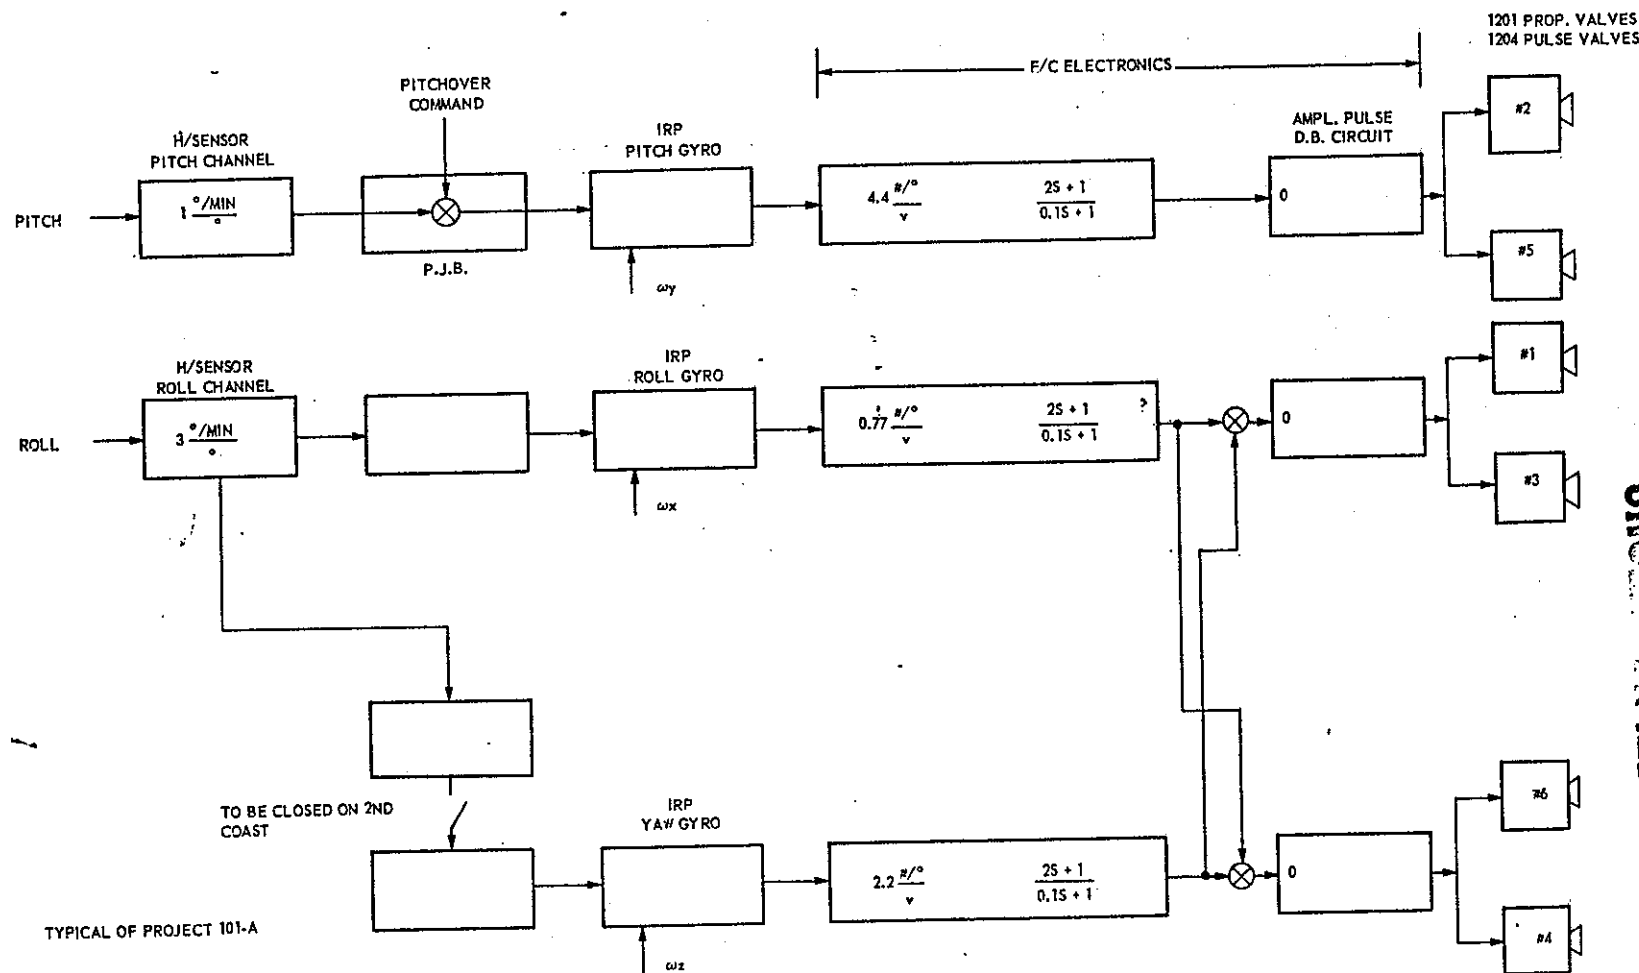 1201 PROP. VALVES
1204 PULSE VALVES
F/C ELECTRONICS
PITCHOVER
COMMAND
H/SENSOR
PITCH CHANNEL
IRP
PITCH GYRO
AMPL. PULSE
D.B. CIRCUIT
#2
PITCH
1 °/MIN
°
4.4 #/°
v
2S + 1
0.1S + 1
0
P.J.B.
#5
ωy
H/SENSOR
ROLL CHANNEL
IRP
ROLL GYRO
#1
ROLL
3 °/MIN
°
0.77 #/°
v
2S + 1
0.1S + 1
?
0
#3
ωx
TO BE CLOSED ON 2ND
COAST
IRP
YAW GYRO
#6
2.2 #/°
v
2S + 1
0.1S + 1
0
TYPICAL OF PROJECT 101-A
#4
ωz